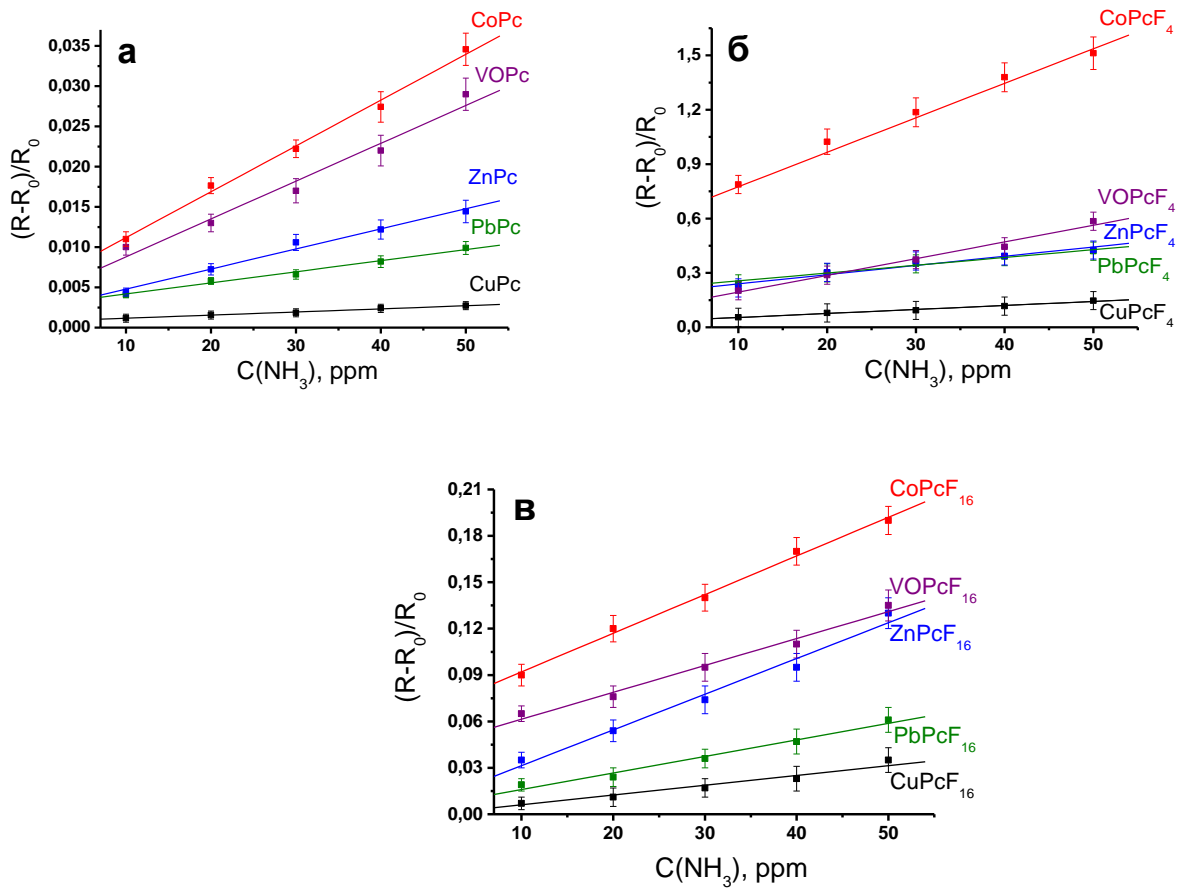 а
(R-R₀)/R₀
0,035
0,030
0,025
0,020
0,015
0,010
0,005
0,000
CoPc
VOPc
ZnPc
PbPc
CuPc
10 20 30 40 50
C(NH₃), ppm
б
(R-R₀)/R₀
1,5
1,2
0,9
0,6
0,3
0,0
CoPcF₄
VOPcF₄
ZnPcF₄
PbPcF₄
CuPcF₄
10 20 30 40 50
C(NH₃), ppm
в
(R-R₀)/R₀
0,21
0,18
0,15
0,12
0,09
0,06
0,03
0,00
CoPcF₁₆
VOPcF₁₆
ZnPcF₁₆
PbPcF₁₆
CuPcF₁₆
10 20 30 40 50
C(NH₃), ppm